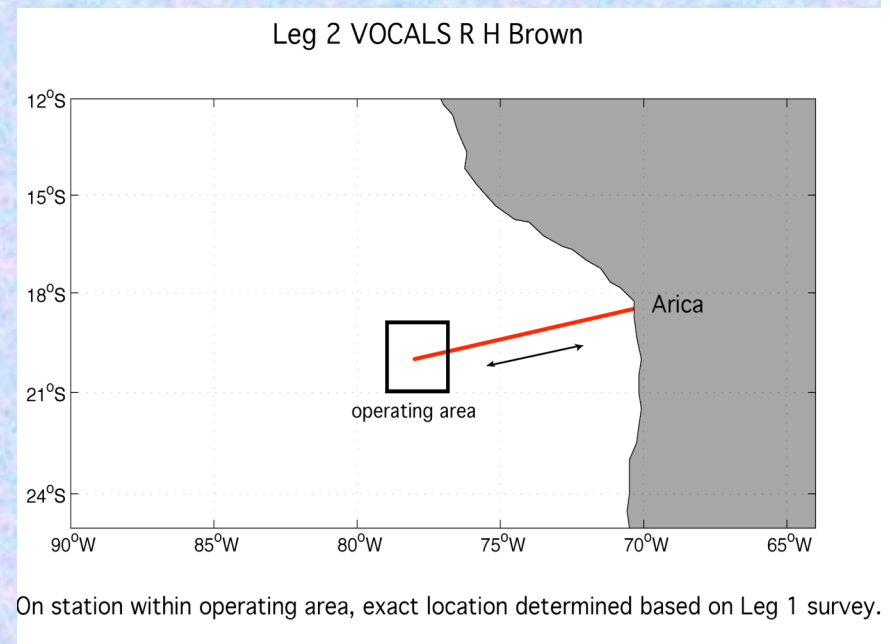 Leg 2 VOCALS R H Brown
12°S
15°S
18°S
Arica
21°S
operating area
24°S
90°W 85°W 80°W 75°W 70°W 65°W
On station within operating area, exact location determined based on Leg 1 survey.